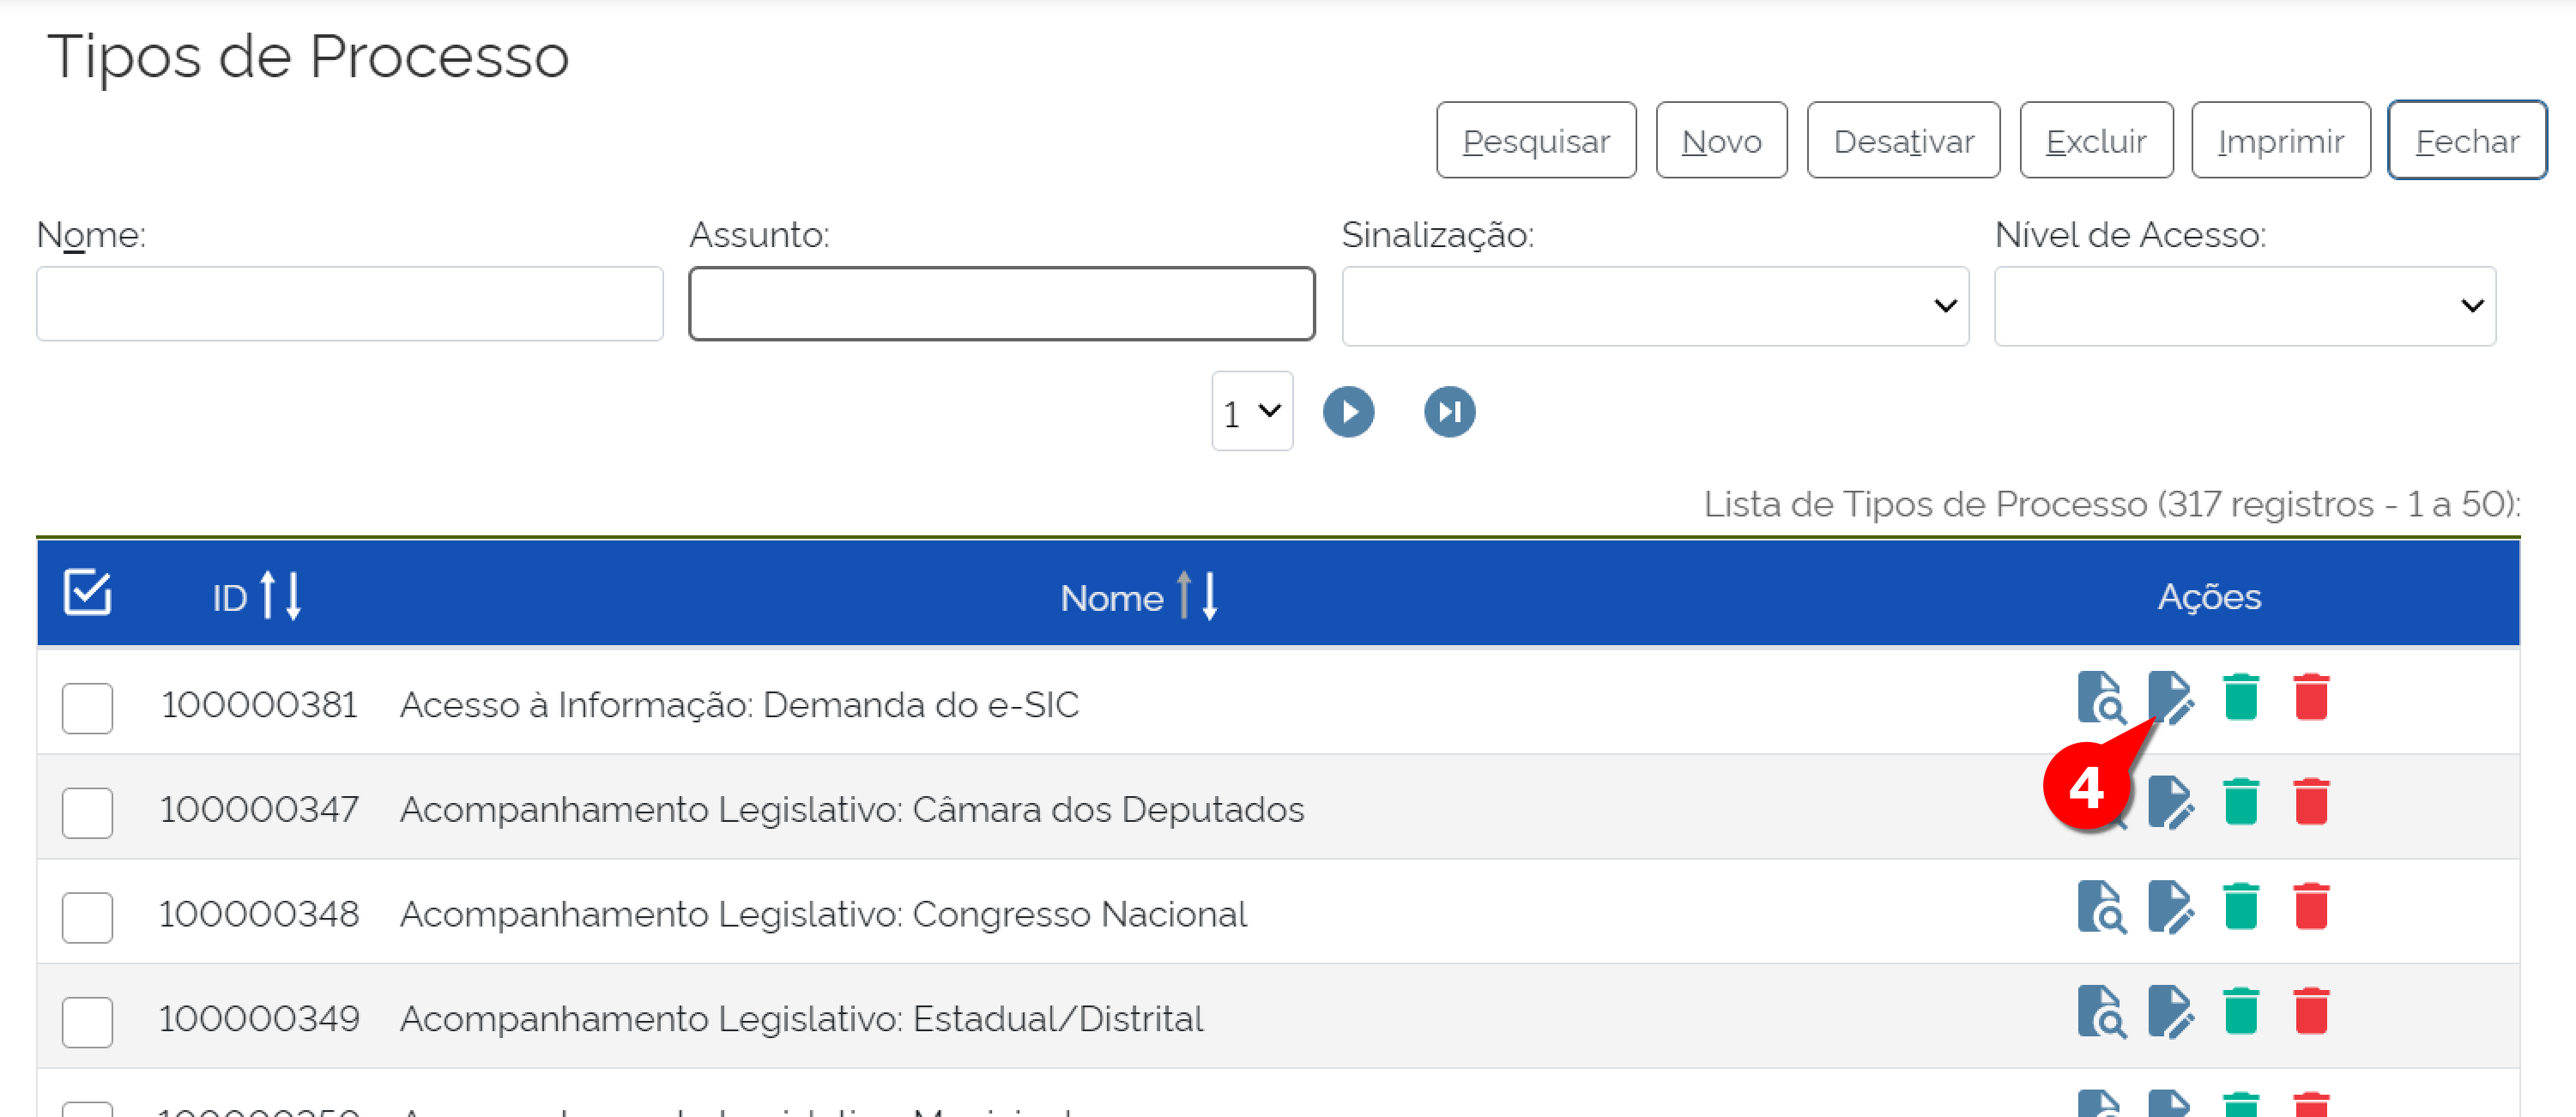 Tipos de Processo
Pesquisar Novo Desativar Excluir Imprimir Fechar
Nome: Assunto: Sinalização: Nível de Acesso:
1
Lista de Tipos de Processo (317 registros - 1 a 50):
ID Nome Ações
100000381 Acesso à Informação: Demanda do e-SIC
4
100000347 Acompanhamento Legislativo: Câmara dos Deputados
100000348 Acompanhamento Legislativo: Congresso Nacional
100000349 Acompanhamento Legislativo: Estadual/Distrital